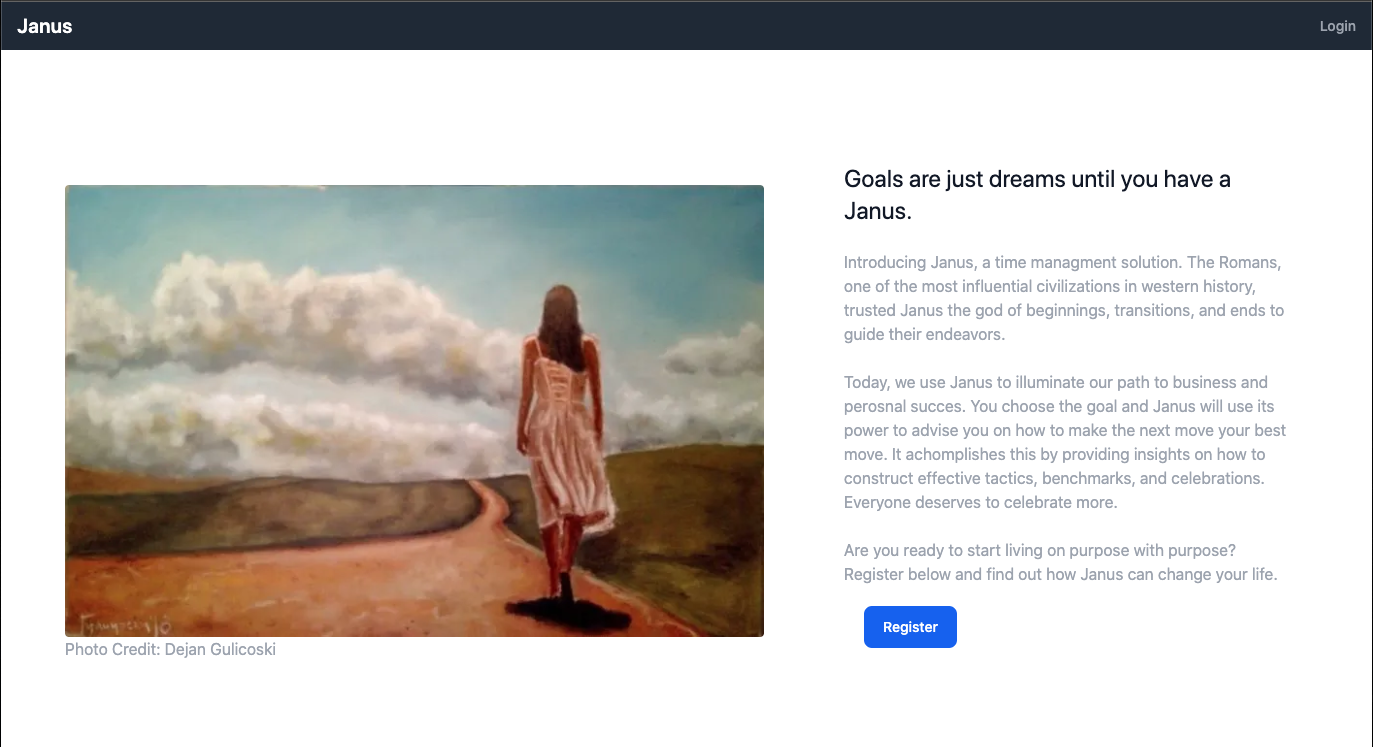 Janus
Login
Goals are just dreams until you have a
Janus.
Introducing Janus, a time managment solution. The Romans,
one of the most influential civilizations in western history,
trusted Janus the god of beginnings, transitions, and ends to
guide their endeavors.
Today, we use Janus to illuminate our path to business and
perosnal succes. You choose the goal and Janus will use its
power to advise you on how to make the next move your best
move. It achomplishes this by providing insights on how to
construct effective tactics, benchmarks, and celebrations.
Everyone deserves to celebrate more.
Are you ready to start living on purpose with purpose?
Register below and find out how Janus can change your life.
Register
Photo Credit: Dejan Gulicoski